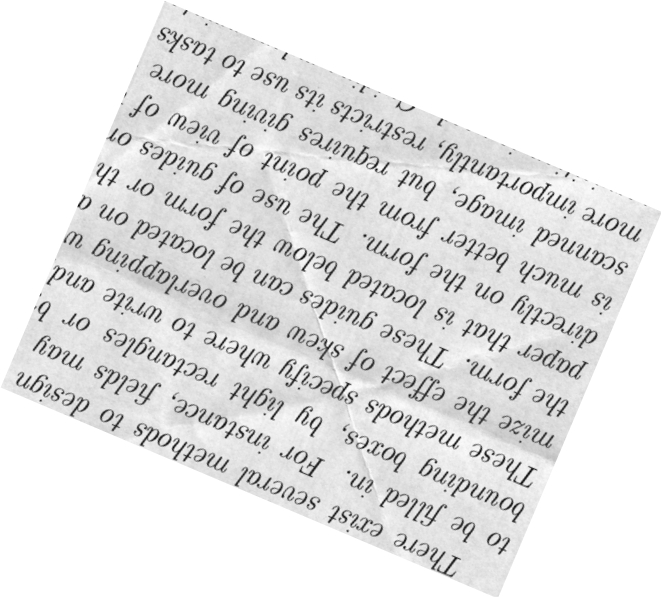 There exist several methods to design
to be filled in. For instance, fields may
bounding boxes, by light rectangles or b
These methods specify where to write and
mize the effect of skew and overlapping w
the form. These guides can be located on a
paper that is located below the form or th
directly on the form. The use of guides on
is much better from the point of view of
scanned image, but requires giving more
more importantly, restricts its use to tasks